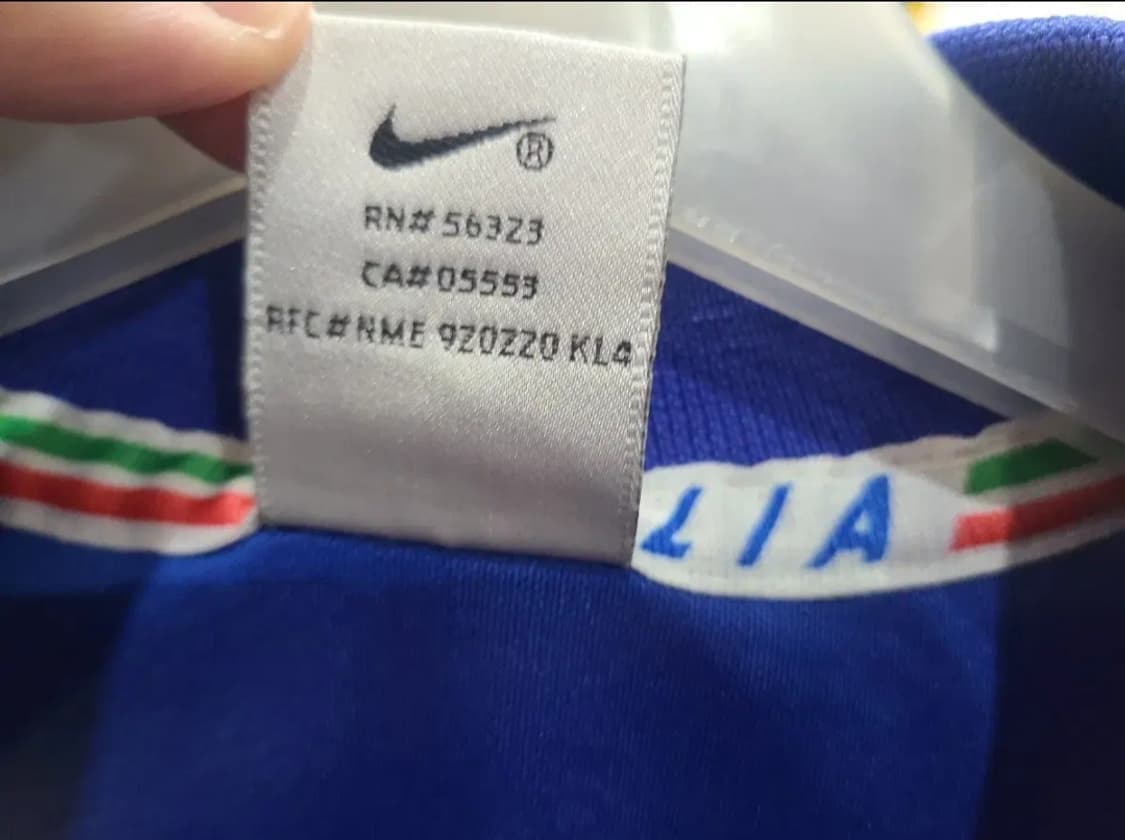 ®
RN# 56323
CA# 05553
RFC# NME 920220 KL4
LIA